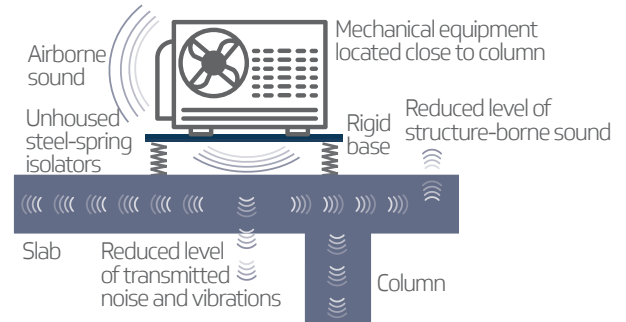 Airborne
sound
Mechanical equipment
located close to column
Unhoused
steel-spring
isolators
Rigid
base
Reduced level of
structure-borne sound
Slab
Reduced level
of transmitted
noise and vibrations
Column